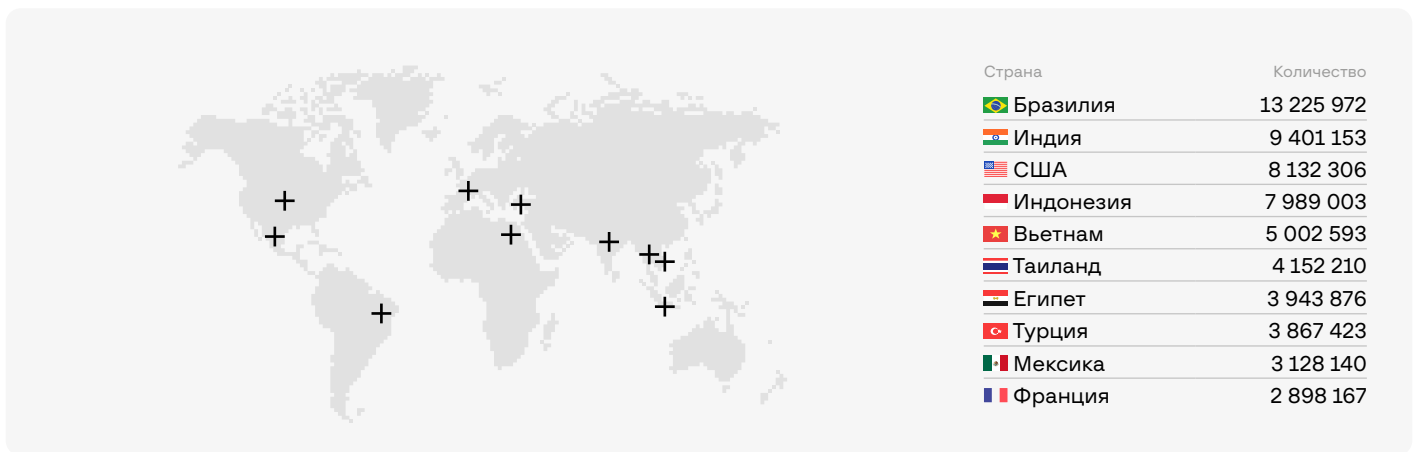 Страна Количество
Бразилия 13 225 972
Индия 9 401 153
США 8 132 306
Индонезия 7 989 003
Вьетнам 5 002 593
Таиланд 4 152 210
Египет 3 943 876
Турция 3 867 423
Мексика 3 128 140
Франция 2 898 167